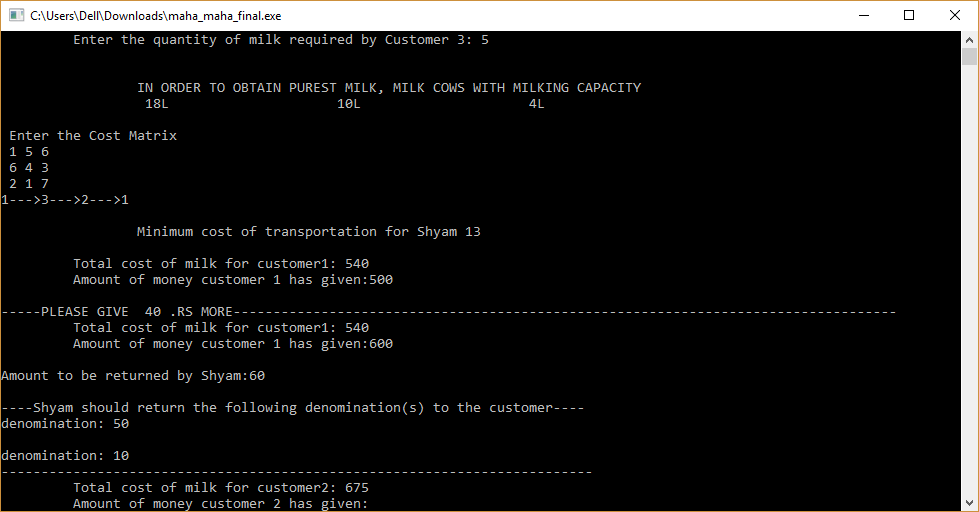 C:\Users\Dell\Downloads\maha_maha_final.exe
Enter the quantity of milk required by Customer 3: 5
IN ORDER TO OBTAIN PUREST MILK, MILK COWS WITH MILKING CAPACITY
18L 10L 4L
Enter the Cost Matrix
1 5 6
6 4 3
2 1 7
1--->3--->2--->1
Minimum cost of transportation for Shyam 13
Total cost of milk for customer1: 540
Amount of money customer 1 has given:500
-----PLEASE GIVE  40 .RS MORE-----------------------------------------------------------------------------------
Total cost of milk for customer1: 540
Amount of money customer 1 has given:600
Amount to be returned by Shyam:60
----Shyam should return the following denomination(s) to the customer----
denomination: 50
denomination: 10
--------------------------------------------------------------------------
Total cost of milk for customer2: 675
Amount of money customer 2 has given: